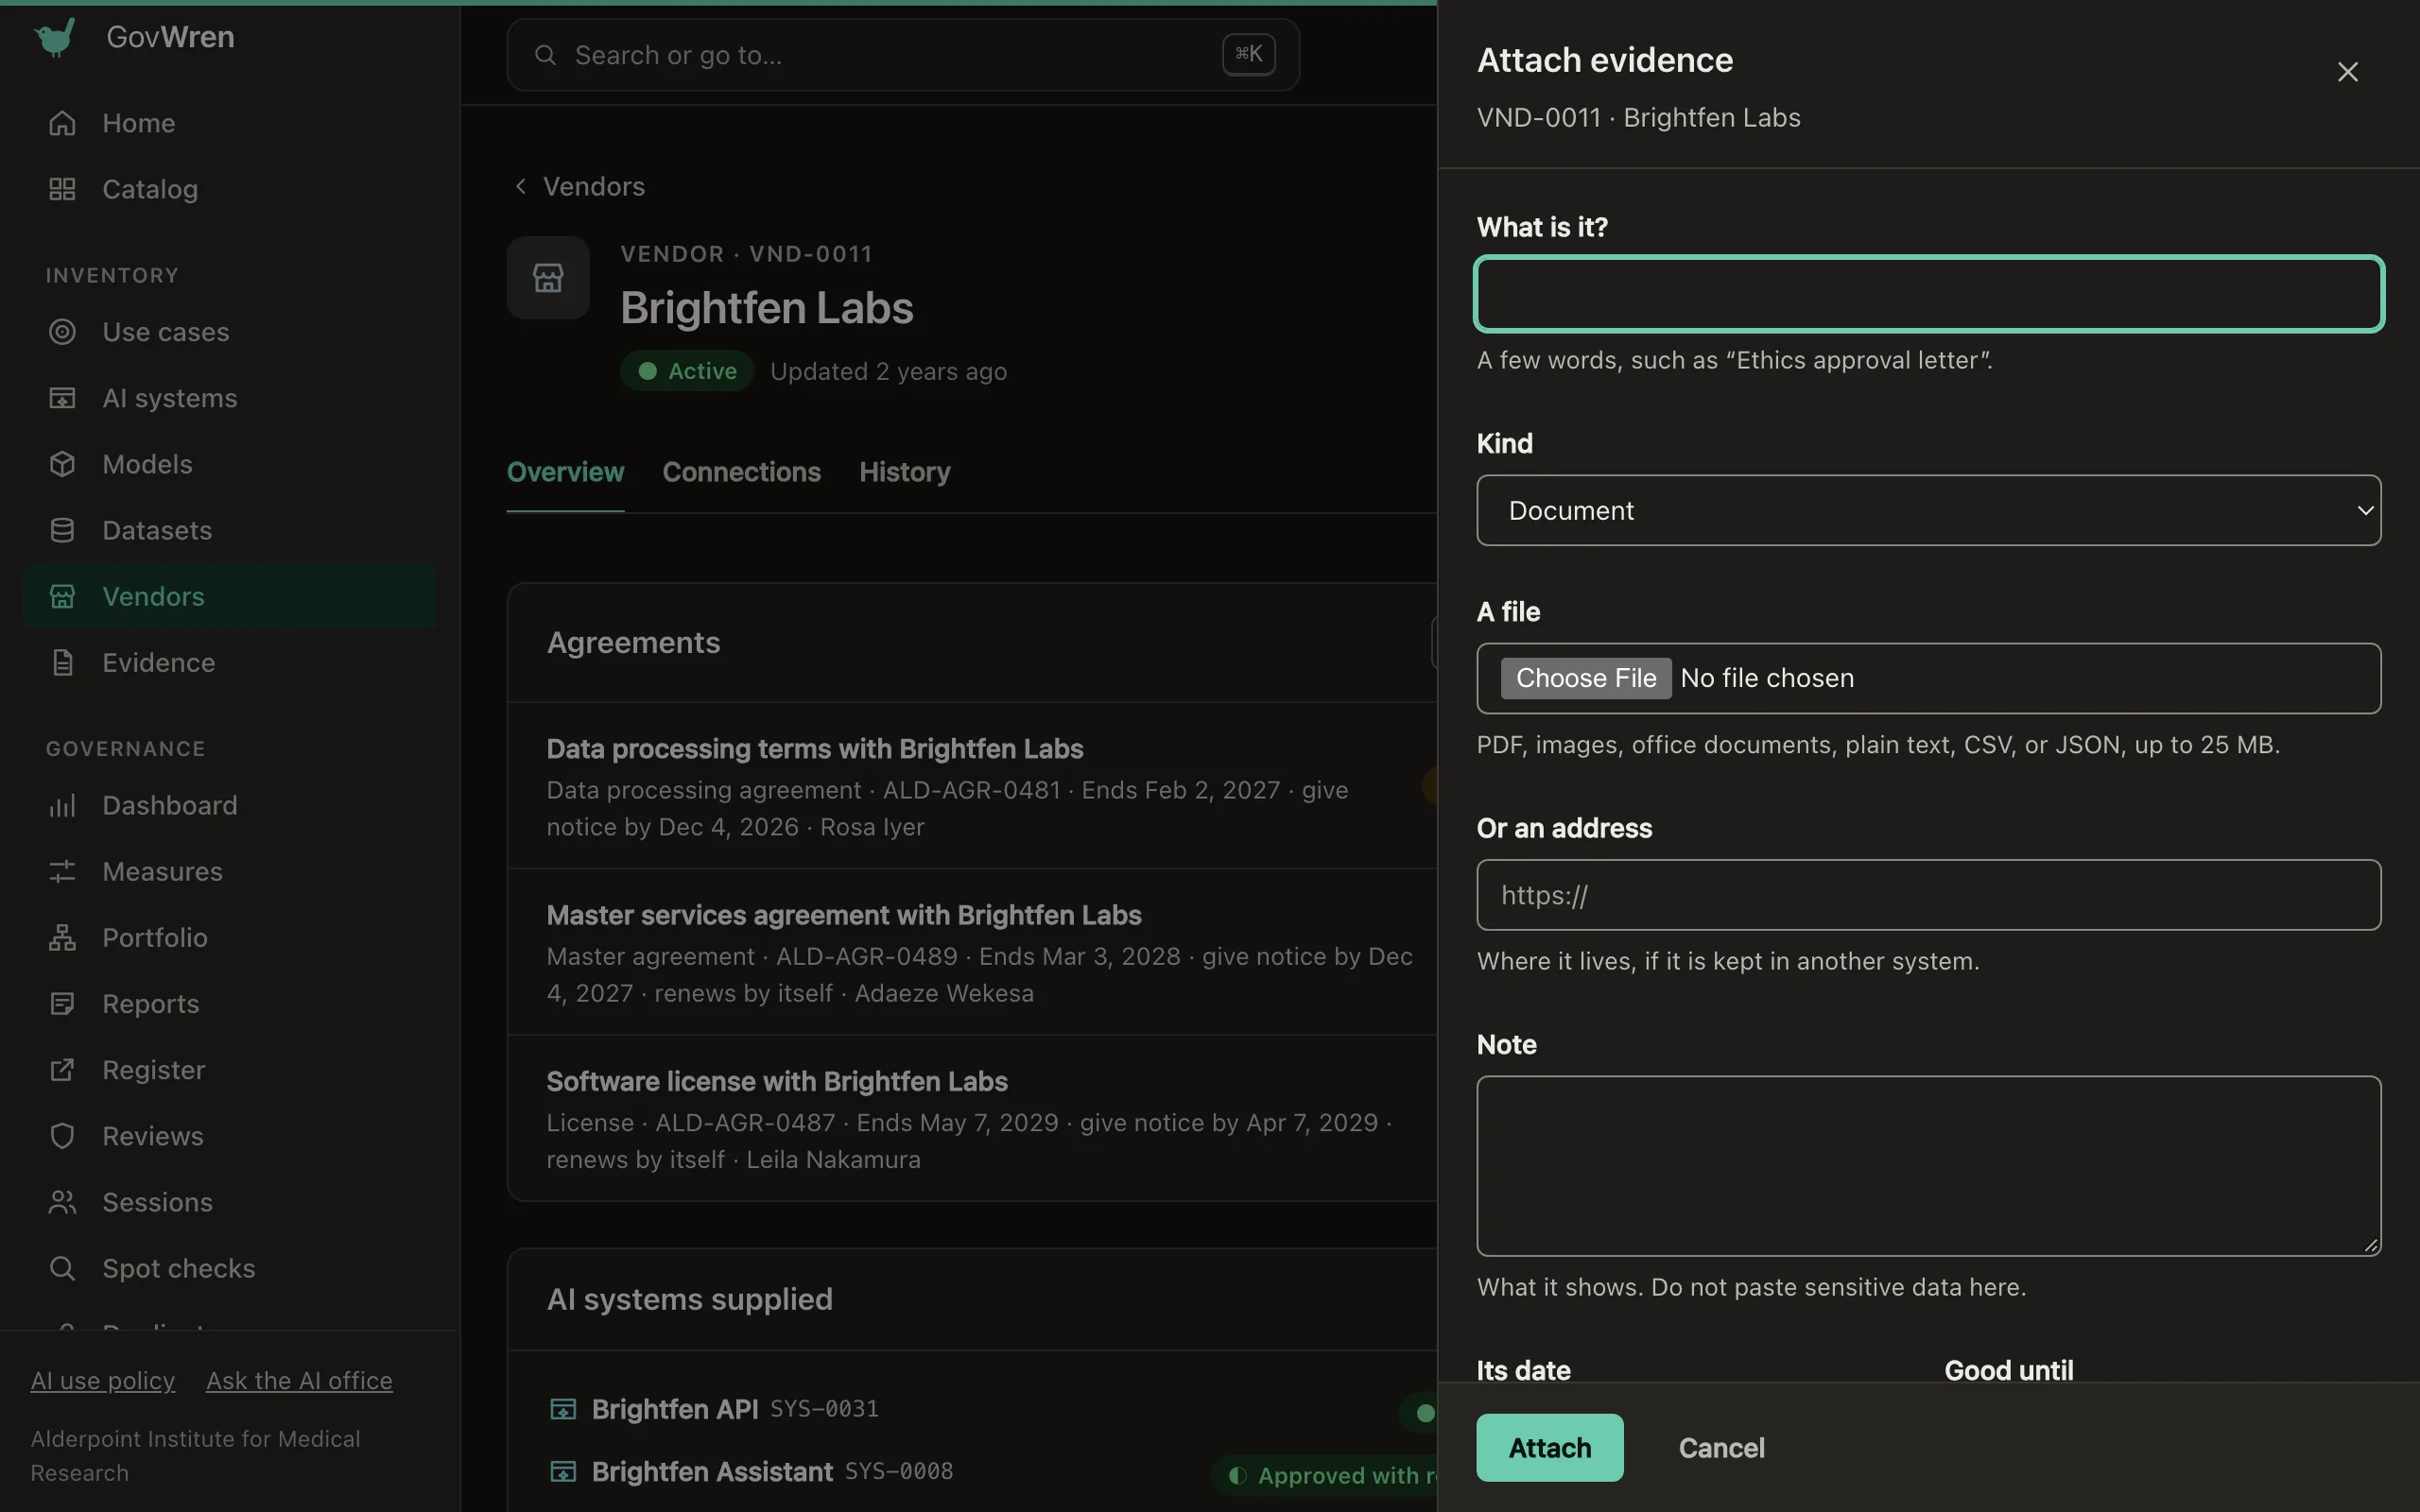 GovWren
Home
Catalog
INVENTORY
Use cases
AI systems
Models
Datasets
Vendors
Evidence
GOVERNANCE
Dashboard
Measures
Portfolio
Reports
Register
Reviews
Sessions
Spot checks
AI use policy
Ask the AI office
Alderpoint Institute for Medical
Research
Search or go to...
⌘K
Vendors
VENDOR · VND-0011
Brightfen Labs
Active
Updated 2 years ago
Overview
Connections
History
Agreements
Data processing terms with Brightfen Labs
Data processing agreement · ALD-AGR-0481 · Ends Feb 2, 2027 · give
notice by Dec 4, 2026 · Rosa Iyer
Master services agreement with Brightfen Labs
Master agreement · ALD-AGR-0489 · Ends Mar 3, 2028 · give notice by Dec
4, 2027 · renews by itself · Adaeze Wekesa
Software license with Brightfen Labs
License · ALD-AGR-0487 · Ends May 7, 2029 · give notice by Apr 7, 2029 ·
renews by itself · Leila Nakamura
AI systems supplied
Brightfen API SYS-0031
Brightfen Assistant SYS-0008
Approved with
Attach evidence
VND-0011 · Brightfen Labs
What is it?
A few words, such as “Ethics approval letter”.
Kind
Document
A file
Choose File No file chosen
PDF, images, office documents, plain text, CSV, or JSON, up to 25 MB.
Or an address
https://
Where it lives, if it is kept in another system.
Note
What it shows. Do not paste sensitive data here.
Its date
Good until
Attach
Cancel